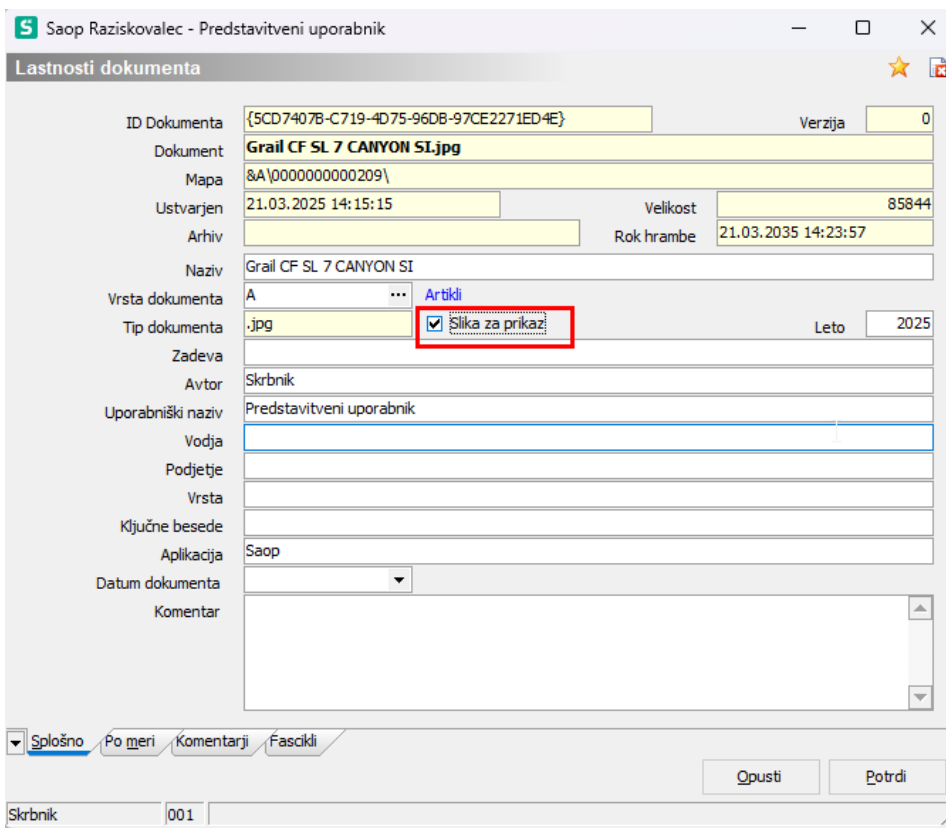 S Saop Raziskovalec - Predstavitveni uporabnik
Lastnosti dokumenta
ID Dokumenta {5CD7407B-C719-4D75-96DB-97CE2271ED4E} Verzija 0
Dokument Grail CF SL 7 CANYON SI.jpg
Mapa &A\0000000000209\
Ustvarjen 21.03.2025 14:15:15 Velikost 85844
Arhiv Rok hrambe 21.03.2035 14:23:57
Naziv Grail CF SL 7 CANYON SI
Vrsta dokumenta A ... Artikli
Tip dokumenta .jpg Slika za prikaz Leto 2025
Zadeva
Avtor Skrbnik
Uporabniški naziv Predstavitveni uporabnik
Vodja
Podjetje
Vrsta
Ključne besede
Aplikacija Saop
Datum dokumenta
Komentar
Splošno Po meri Komentarji Fascikli
Opusti Potrdi
Skrbnik 001